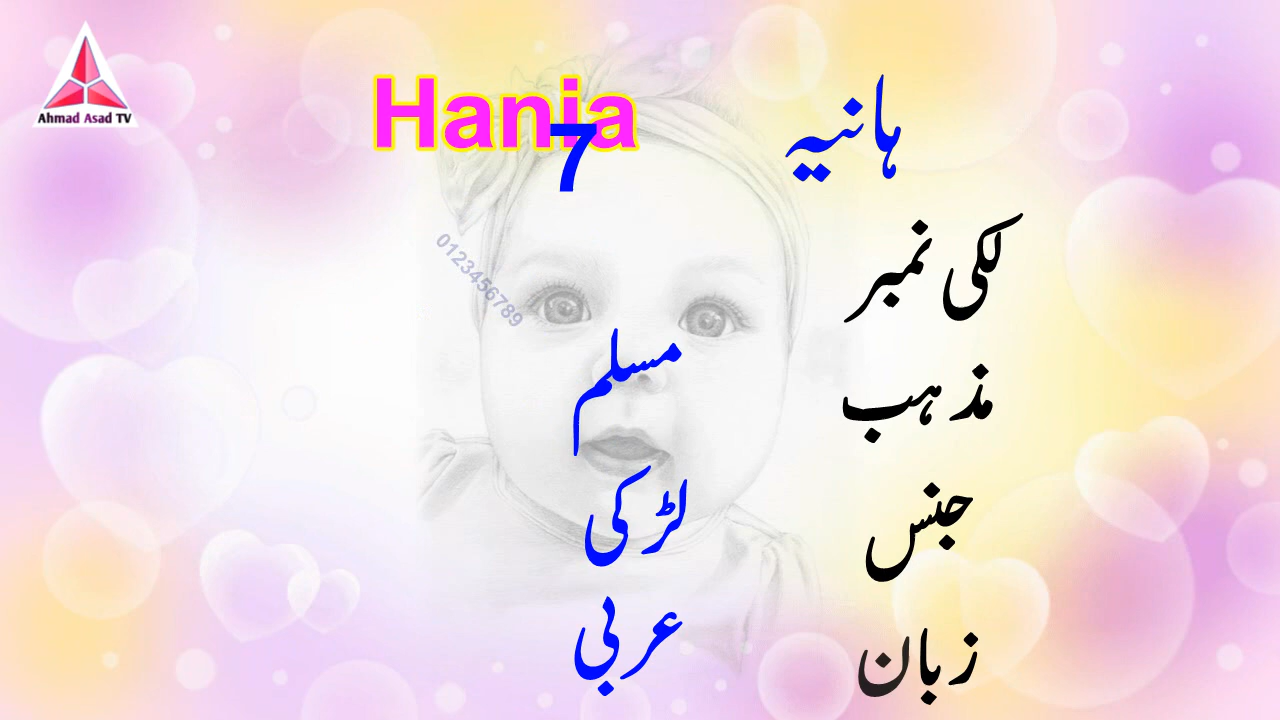 Ahmad Asad TV
Hania
ہانیہ
7
لکی نمبر
0123456789
مذہب
مسلم
جنس
لڑکی
زبان
عربی